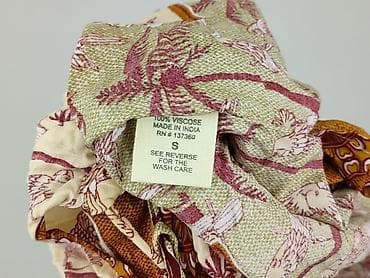 100% VISCOSE
MADE IN INDIA
RN # 137360
S
SEE REVERSE
FOR THE
WASH CARE